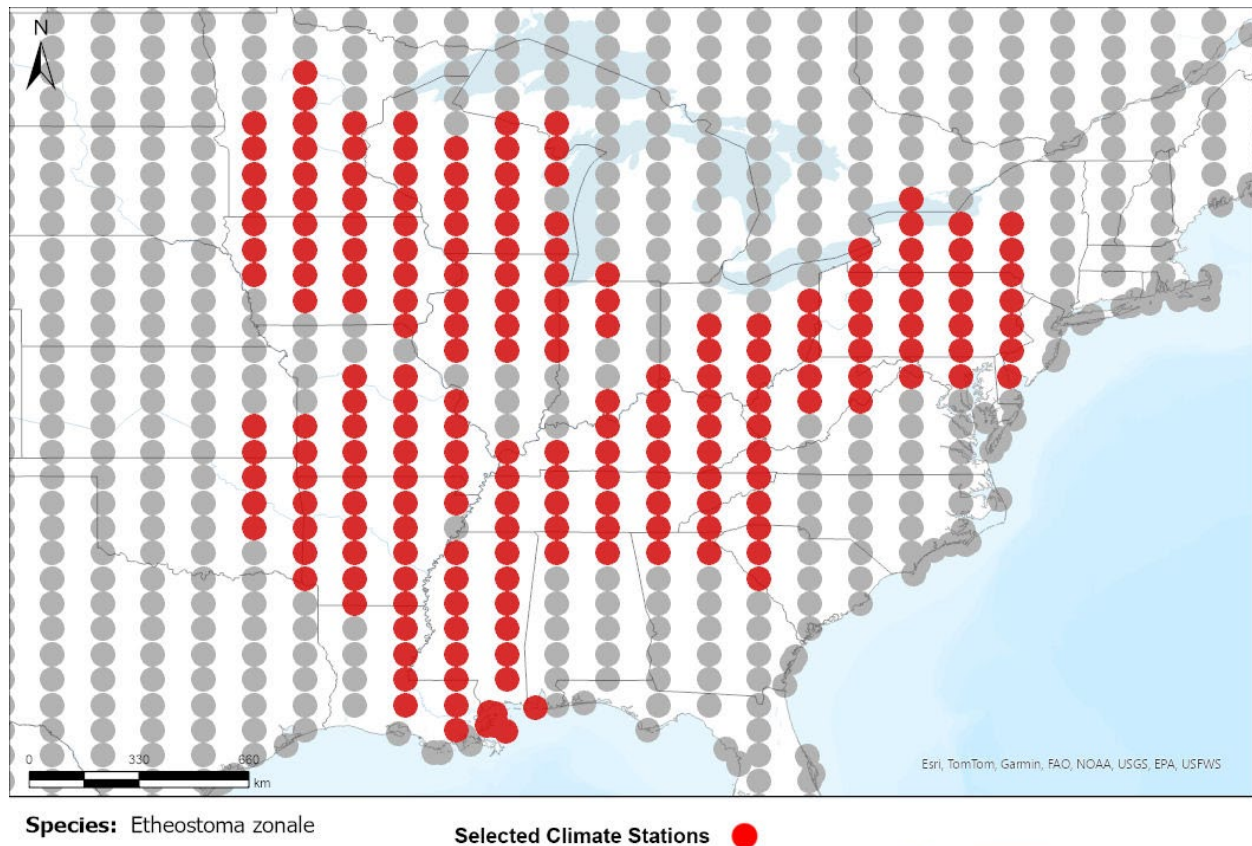 N
0 330 660
km
Esri, TomTom, Garmin, FAO, NOAA, USGS, EPA, USFWS
Species: Etheostoma zonale
Selected Climate Stations